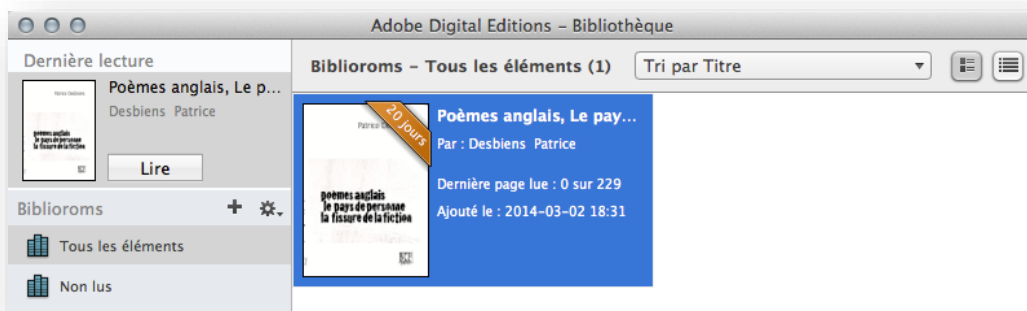 Adobe Digital Editions – Bibliothèque
Dernière lecture
Poèmes anglais, Le p...
Desbiens Patrice
Lire
Biblioroms
Tous les éléments
Non lus
Biblioroms – Tous les éléments (1)
Tri par Titre
20 jours
Patrice
poèmes anglais
le pays de personne
la fissure de la fiction
Poèmes anglais, Le pay...
Par : Desbiens Patrice
Dernière page lue : 0 sur 229
Ajouté le : 2014-03-02 18:31